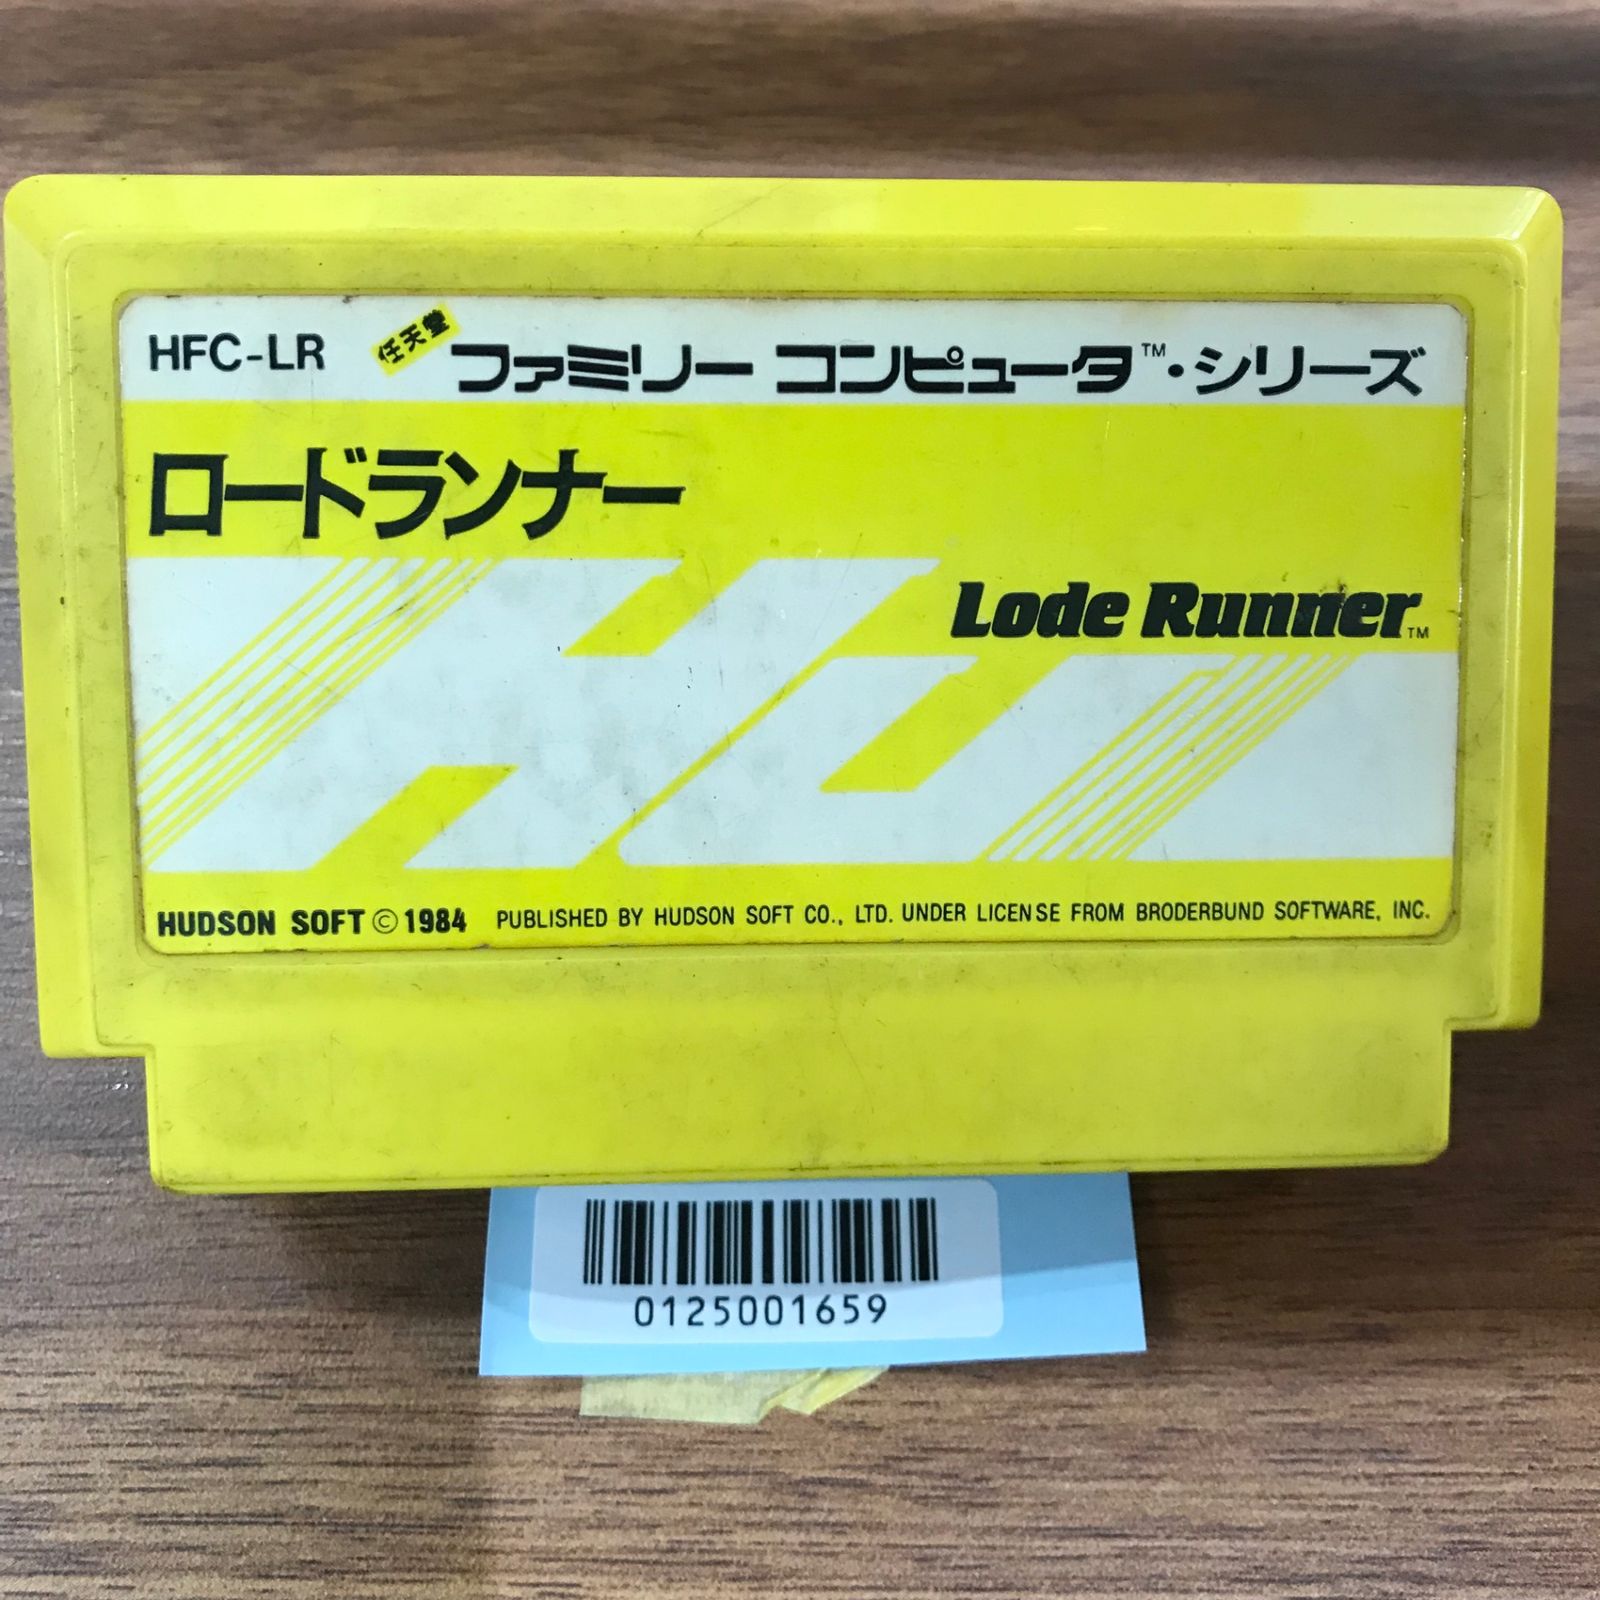 HFC-LR 任天堂 ファミリー コンピュータ™・シリーズ
ロードランナー
Lode Runner™
HUDSON SOFT © 1984 PUBLISHED BY HUDSON SOFT CO., LTD. UNDER LICENSE FROM BRODERBUND SOFTWARE, INC.
0125001659